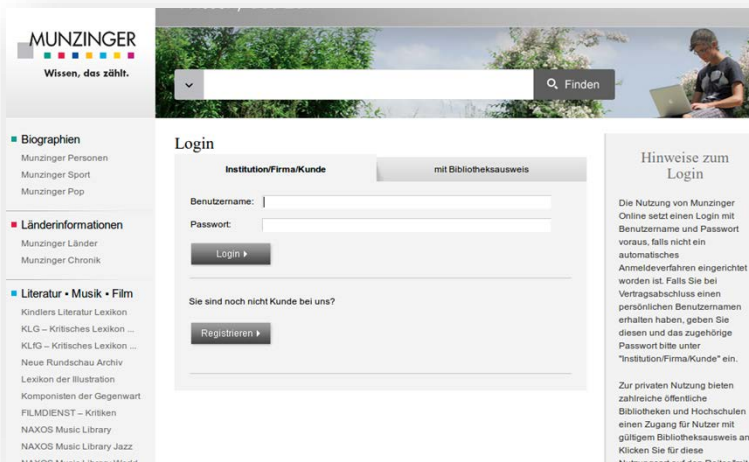 MUNZINGER
Wissen, das zählt.
Finden
Biographien
Munzinger Personen
Munzinger Sport
Munzinger Pop
Länderinformationen
Munzinger Länder
Munzinger Chronik
Literatur • Musik • Film
Kindlers Literatur Lexikon
KLG – Kritisches Lexikon ...
KLfG – Kritisches Lexikon ...
Neue Rundschau Archiv
Lexikon der Illustration
Komponisten der Gegenwart
FILMDIENST – Kritiken
NAXOS Music Library
NAXOS Music Library Jazz
NAXOS Music Library World
Login
Institution/Firma/Kunde
mit Bibliotheksausweis
Benutzername:
Passwort:
Login
Sie sind noch nicht Kunde bei uns?
Registrieren
Hinweise zum
Login
Die Nutzung von Munzinger
Online setzt einen Login mit
Benutzername und Passwort
voraus, falls nicht ein
automatisches
Anmeldeverfahren eingerichtet
worden ist. Falls Sie bei
Vertragsabschluss einen
persönlichen Benutzernamen
erhalten haben, geben Sie
diesen und das zugehörige
Passwort bitte unter
"Institution/Firma/Kunde" ein.
Zur privaten Nutzung bieten
zahlreiche öffentliche
Bibliotheken und Hochschulen
einen Zugang für Nutzer mit
gültigem Bibliotheksausweis an.
Klicken Sie für diese